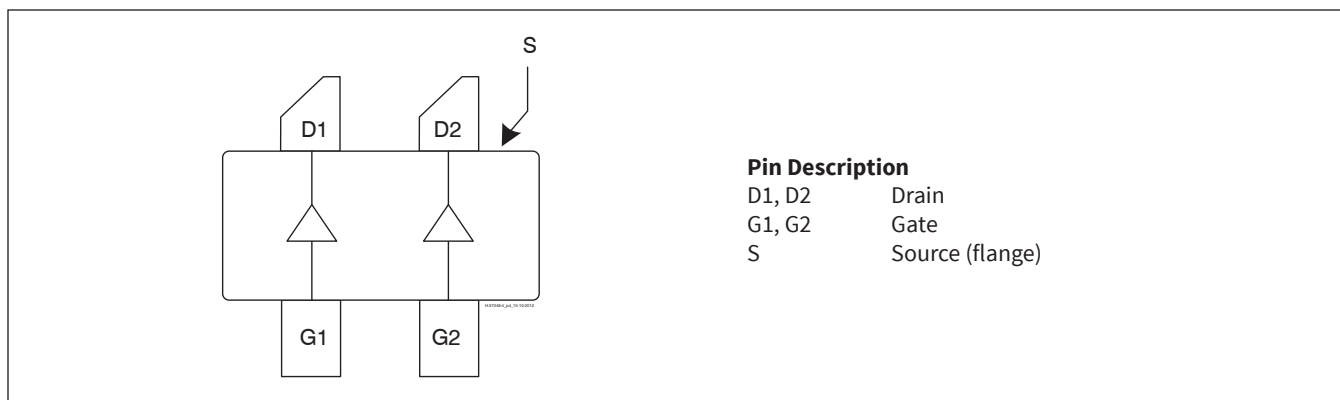 S
D1
D2
G1
G2
Pin Description
D1, D2 Drain
G1, G2 Gate
S Source (flange)